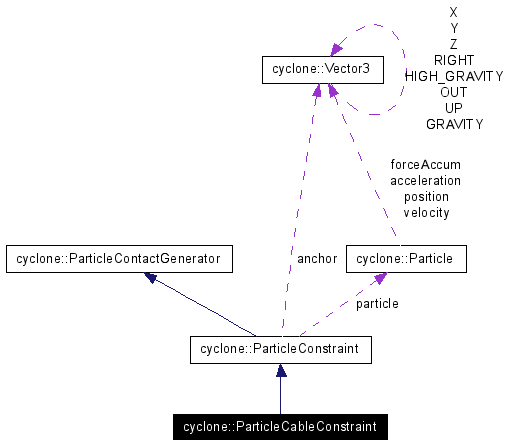 X
Y
Z
RIGHT
HIGH_GRAVITY
OUT
UP
GRAVITY
cyclone::Vector3
forceAccum
acceleration
position
velocity
cyclone::ParticleContactGenerator
anchor
cyclone::Particle
particle
cyclone::ParticleConstraint
cyclone::ParticleCableConstraint